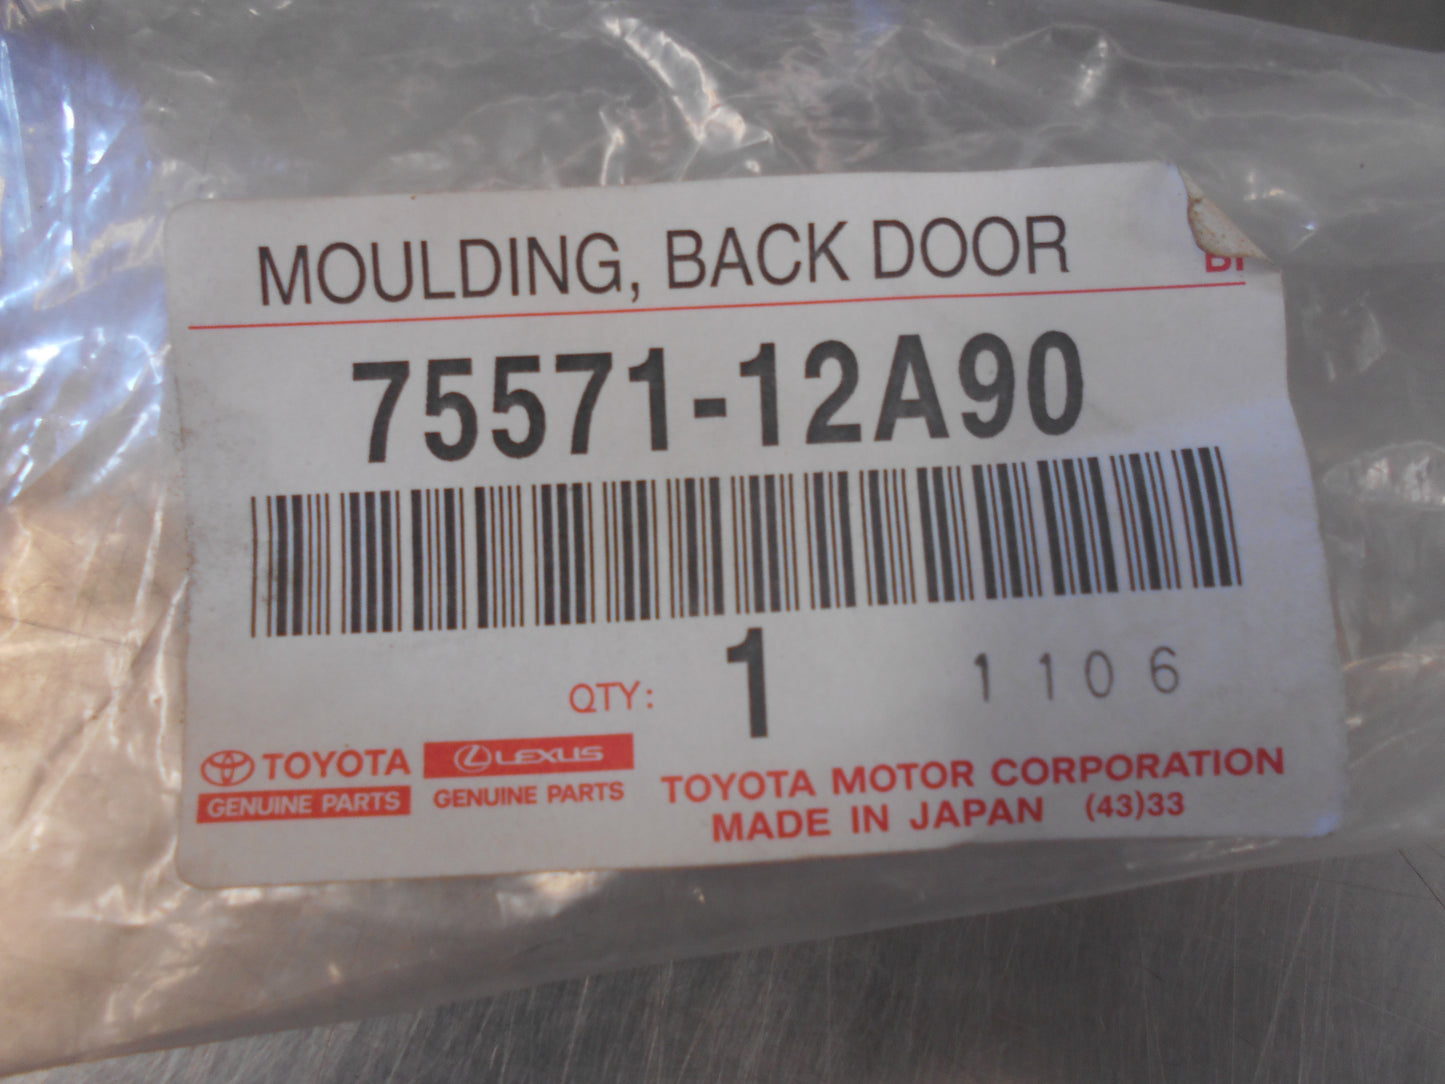 MOULDING, BACK DOOR
75571-12A90
QTY: 1 1106
TOYOTA LEXUS
GENUINE PARTS GENUINE PARTS
TOYOTA MOTOR CORPORATION
MADE IN JAPAN (43)33